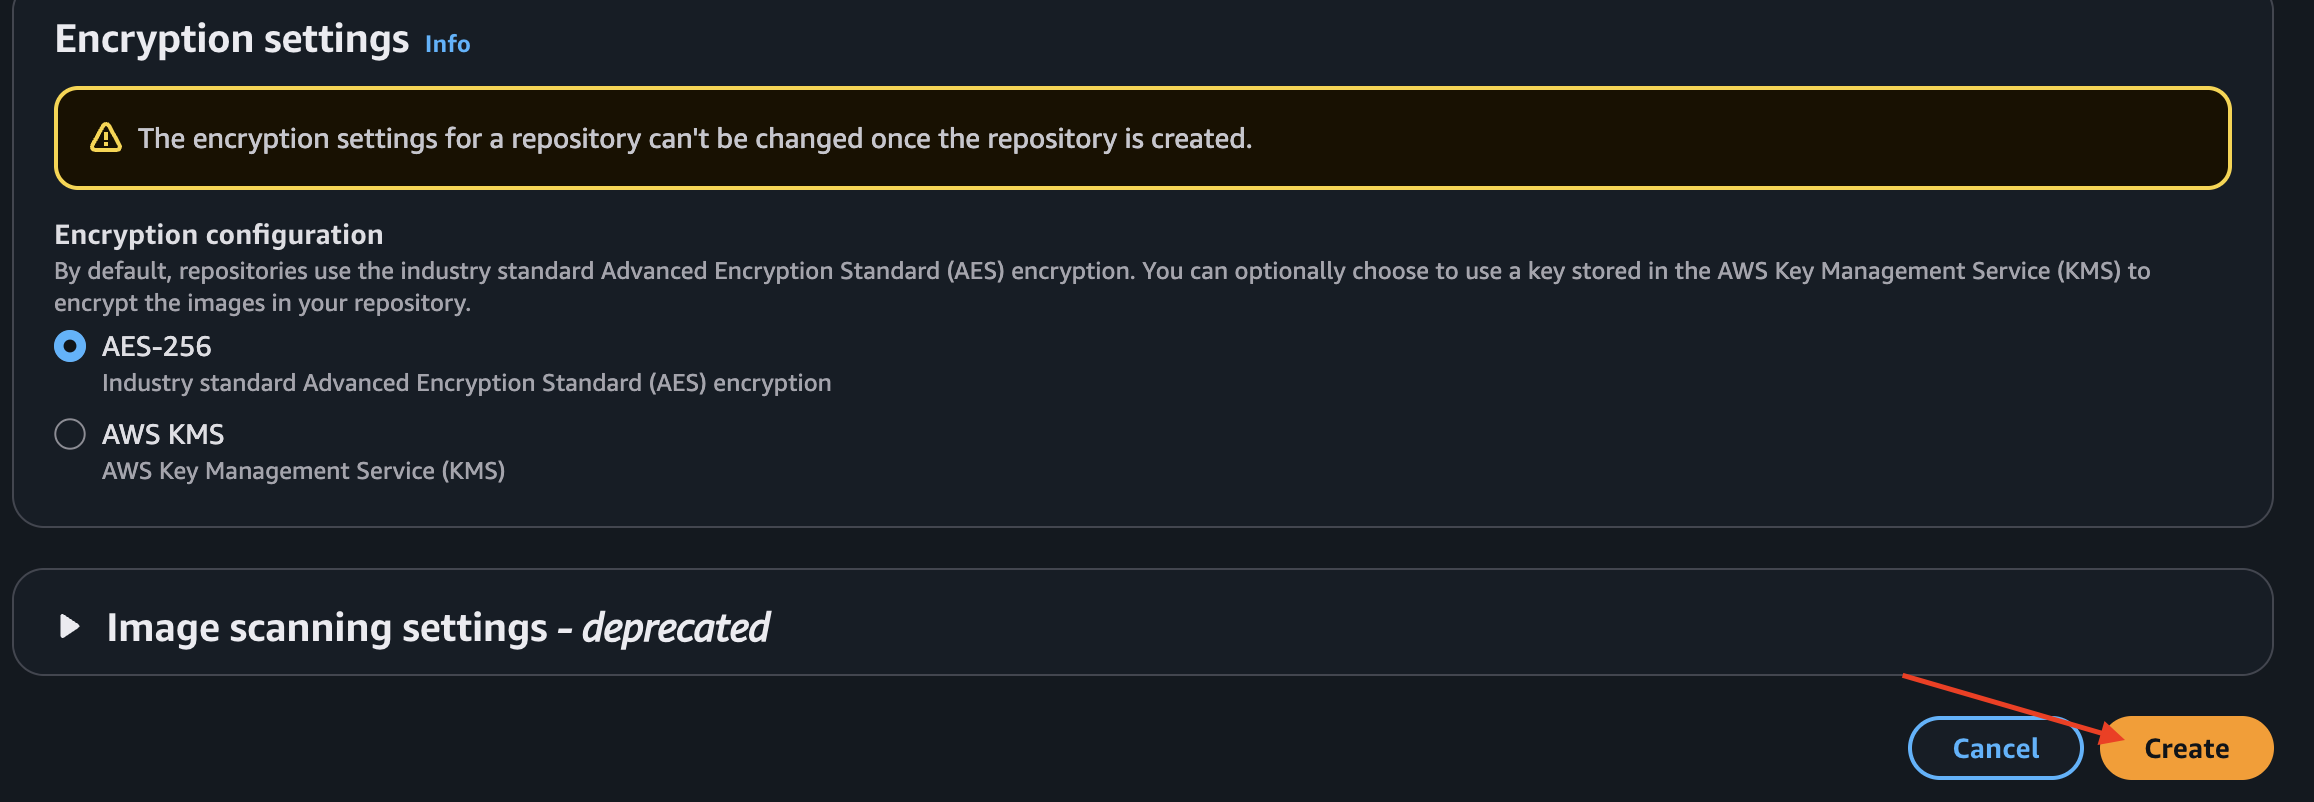 Encryption settings Info
The encryption settings for a repository can't be changed once the repository is created.
Encryption configuration
By default, repositories use the industry standard Advanced Encryption Standard (AES) encryption. You can optionally choose to use a key stored in the AWS Key Management Service (KMS) to
encrypt the images in your repository.
AES-256
Industry standard Advanced Encryption Standard (AES) encryption
AWS KMS
AWS Key Management Service (KMS)
Image scanning settings - deprecated
Cancel Create